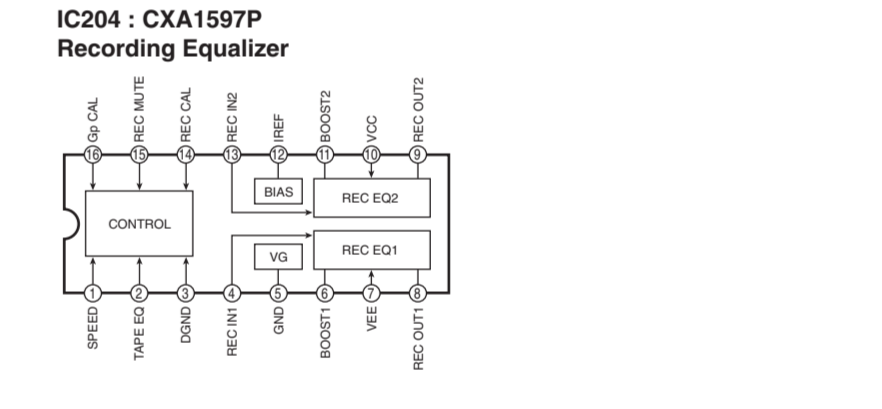 IC204 : CXA1597P
Recording Equalizer
Gp CAL
REC MUTE
REC CAL
REC IN2
IREF
BOOST2
VCC
REC OUT2
16
15
14
13
12
11
10
9
BIAS
REC EQ2
CONTROL
VG
REC EQ1
1
2
3
4
5
6
7
8
SPEED
TAPE EQ
DGND
REC IN1
GND
BOOST1
VEE
REC OUT1